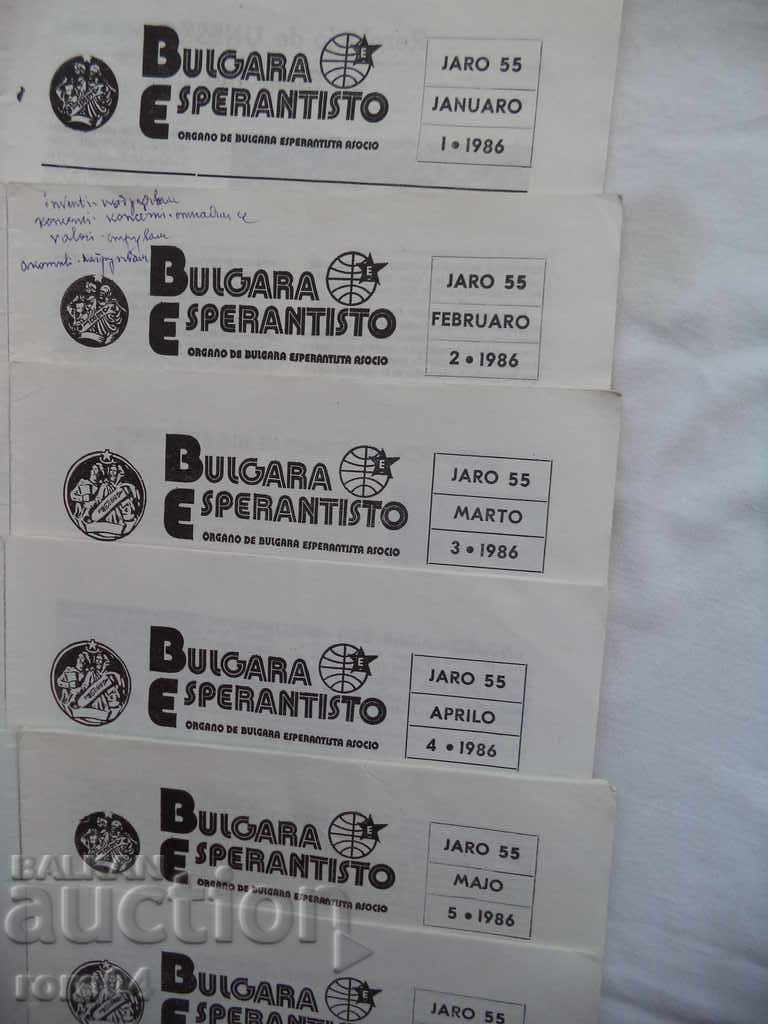 BULGARA
ESPERANTISTO
ORGANO DE BULGARA ESPERANTISTA ASOCIO
JARO 55
JANUARO
1 • 1986
inventi -
valori -
BULGARA
ESPERANTISTO
ORGANO DE BULGARA ESPERANTISTA ASOCIO
JARO 55
FEBRUARO
2 • 1986
BULGARA
ESPERANTISTO
ORGANO DE BULGARA ESPERANTISTA ASOCIO
JARO 55
MARTO
3 • 1986
BULGARA
ESPERANTISTO
ORGANO DE BULGARA ESPERANTISTA ASOCIO
JARO 55
APRILO
4 • 1986
BULGARA
ESPERANTISTO
ORGANO DE BULGARA ESPERANTISTA ASOCIO
JARO 55
MAJO
5 • 1986
BALKAN
auction
BULGARA
ESPERANTISTO
JARO 55